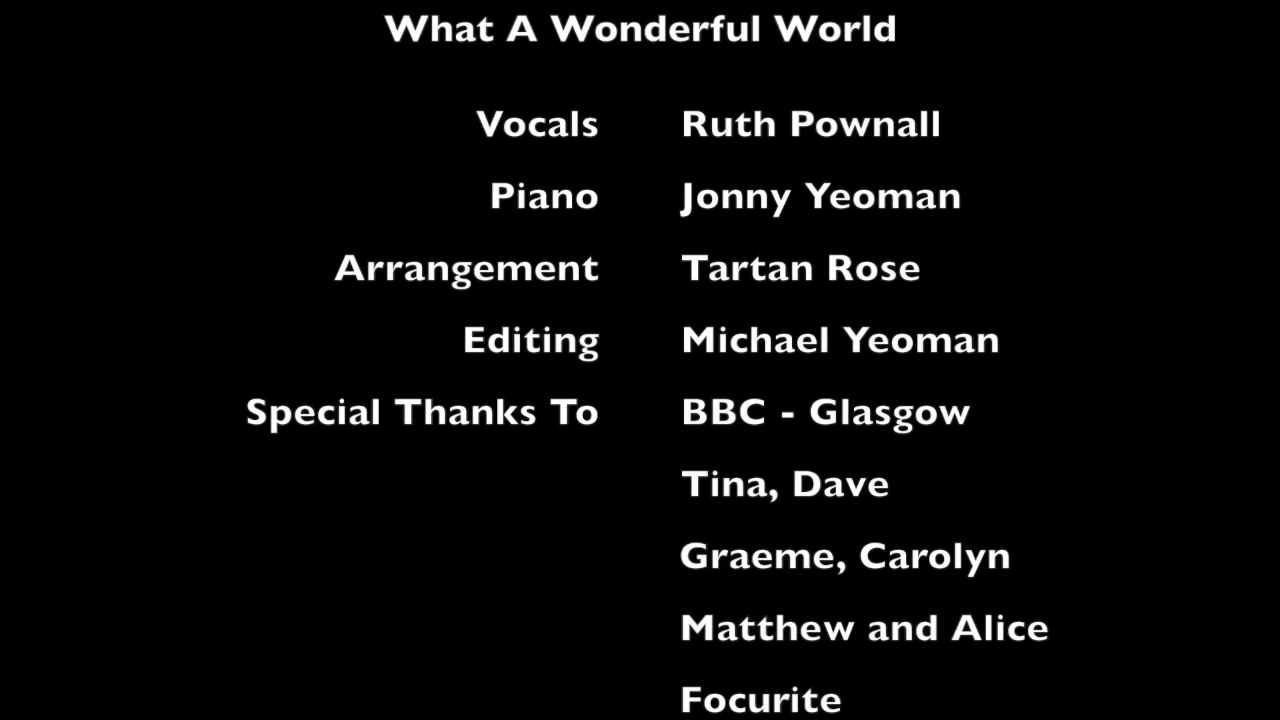 What A Wonderful World
Vocals Ruth Pownall
Piano Jonny Yeoman
Arrangement Tartan Rose
Editing Michael Yeoman
Special Thanks To BBC - Glasgow
Tina, Dave
Graeme, Carolyn
Matthew and Alice
Focurite